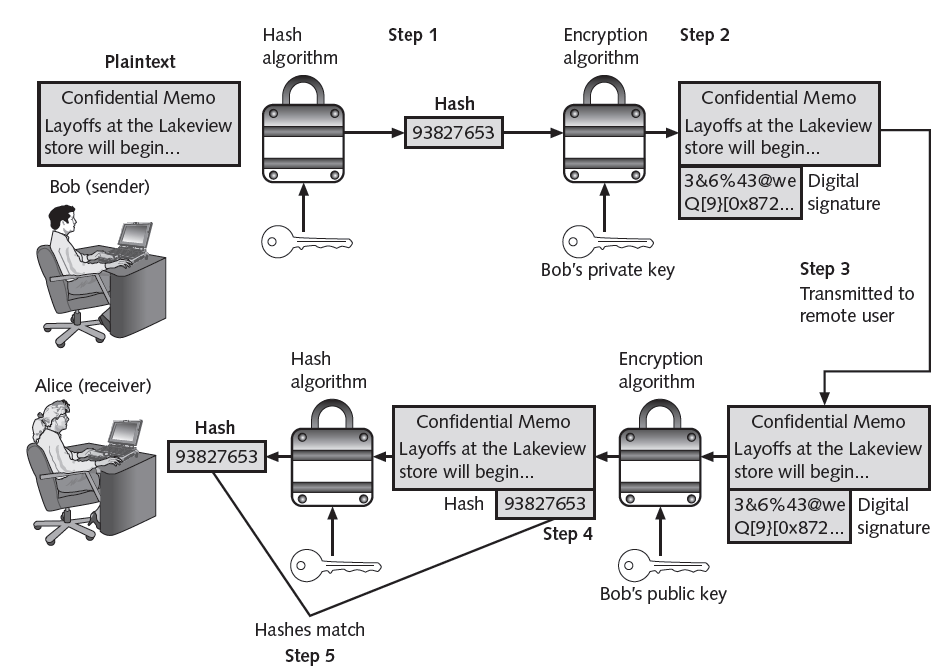 Hash
algorithm
Step 1
Encryption
algorithm
Step 2
Plaintext
Confidential Memo
Layoffs at the Lakeview
store will begin...
Hash
93827653
Confidential Memo
Layoffs at the Lakeview
store will begin...
3&6%43@we
Q[9}[0x872...
Digital
signature
Bob (sender)
Bob's private key
Step 3
Transmitted to
remote user
Alice (receiver)
Hash
93827653
Hash
algorithm
Confidential Memo
Layoffs at the Lakeview
store will begin...
Hash
93827653
Step 4
Encryption
algorithm
Bob's public key
Confidential Memo
Layoffs at the Lakeview
store will begin...
3&6%43@we
Q[9}[0x872...
Digital
signature
Hashes match
Step 5